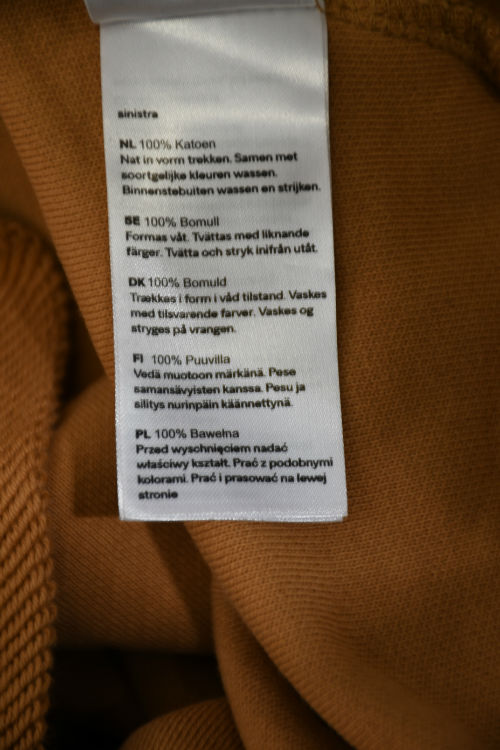 sinistra
NL 100% Katoen
Nat in vorm trekken. Samen met
soortgelijke kleuren wassen.
Binnenstebuiten wassen en strijken.
SE 100% Bomull
Formas våt. Tvättas med liknande
färger. Tvätta och stryk inifrån utåt.
DK 100% Bomuld
Trækkes i form i våd tilstand. Vaskes
med tilsvarende farver. Vaskes og
stryges på vrangen.
FI 100% Puuvilla
Vedä muotoon märkänä. Pese
samansävyisten kanssa. Pesu ja
silitys nurinpäin käännettynä.
PL 100% Bawełna
Przed wyschnięciem nadać
właściwy kształt. Prać z podobnymi
kolorami. Prać i prasować na lewej
stronie